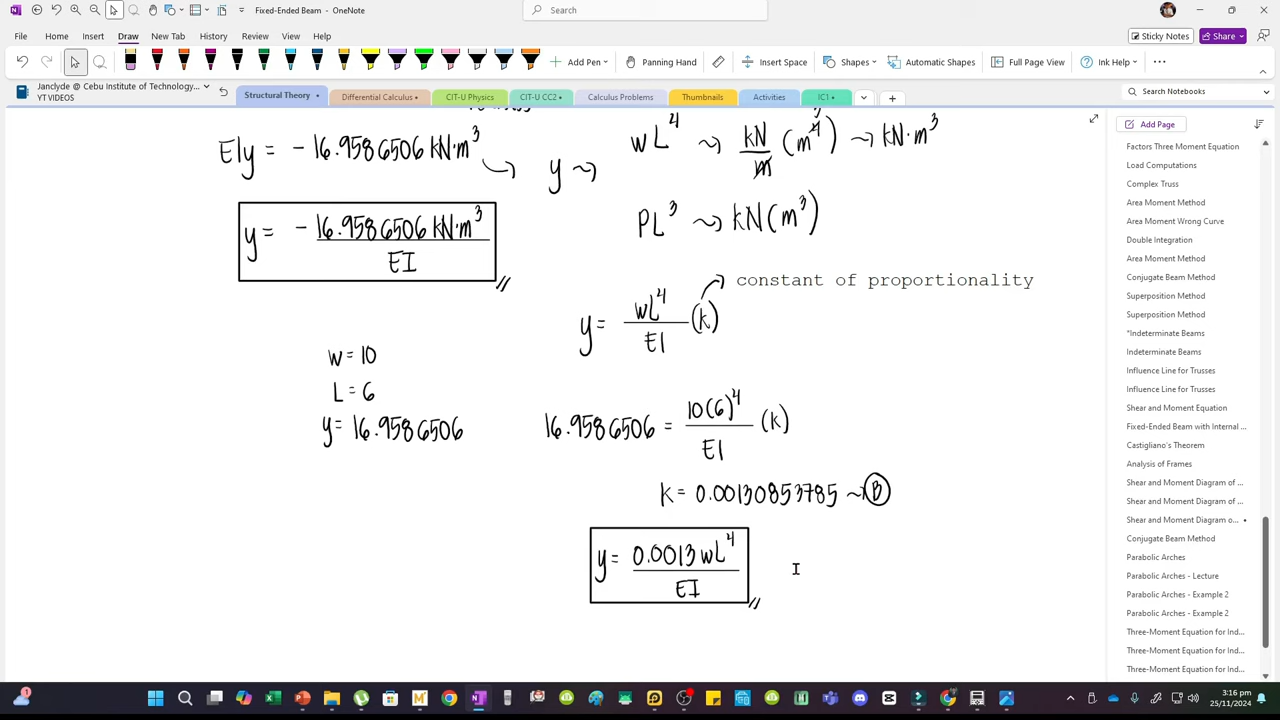 Fixed-Ended Beam - OneNote
Search
File Home Insert Draw New Tab History Review View Help
Sticky Notes Share
Add Pen Panning Hand Insert Space Shapes Automatic Shapes Full Page View Ink Help
Janclyde @ Cebu Institute of Technology...
YT VIDEOS
Structural Theory Differential Calculus CIT-U Physics CIT-U CC2 Calculus Problems Thumbnails Activities IC1
Search Notebooks
Add Page
EIy = - 16.9586506 kN·m³
y
wL⁴ kN/m (m⁴) 3 kN·m³
PL³ kN(m³)
y = - 16.9586506 kN·m³ / EI
constant of proportionality
y = wL⁴ / EI (k)
w = 10
L = 6
y = 16.9586506
16.9586506 = 10(6)⁴ / EI (k)
k = 0.00130853785 B
y = 0.0013 wL⁴ / EI
Factors Three Moment Equation
Load Computations
Complex Truss
Area Moment Method
Area Moment Wrong Curve
Double Integration
Area Moment Method
Conjugate Beam Method
Superposition Method
Superposition Method
*Indeterminate Beams
Indeterminate Beams
Influence Line for Trusses
Influence Line for Trusses
Shear and Moment Equation
Fixed-Ended Beam with Internal ...
Castigliano's Theorem
Analysis of Frames
Shear and Moment Diagram of ...
Shear and Moment Diagram of ...
Shear and Moment Diagram o...
Conjugate Beam Method
Parabolic Arches
Parabolic Arches - Lecture
Parabolic Arches - Example 2
Parabolic Arches - Example 2
Three-Moment Equation for Ind...
Three-Moment Equation for Ind...
Three-Moment Equation for Ind...
3:16 pm
25/11/2024